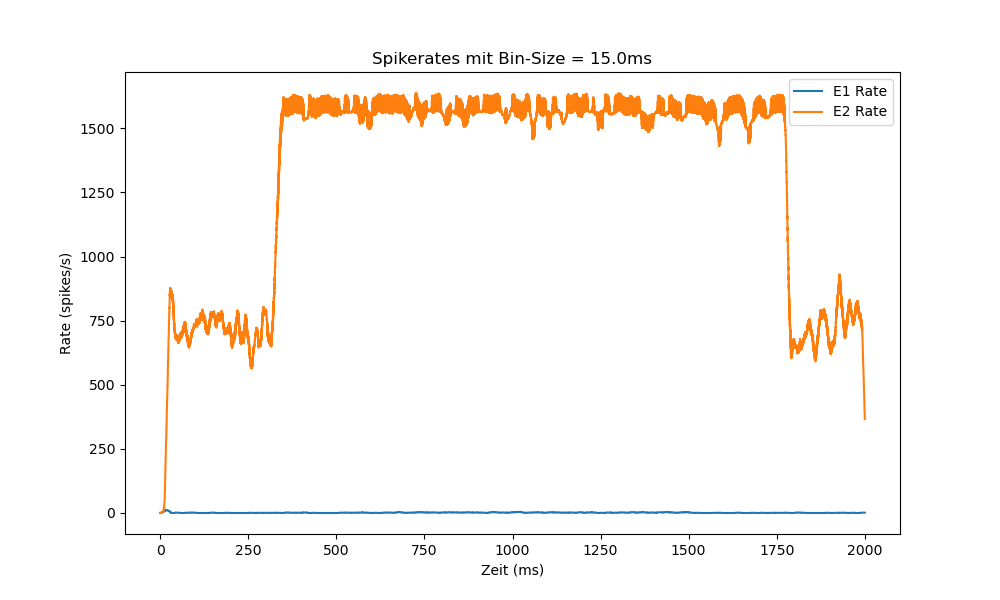 Spikerates mit Bin-Size = 15.0ms
E1 Rate
E2 Rate
1500
1250
1000
750
500
250
0
Rate (spikes/s)
0 250 500 750 1000 1250 1500 1750 2000
Zeit (ms)